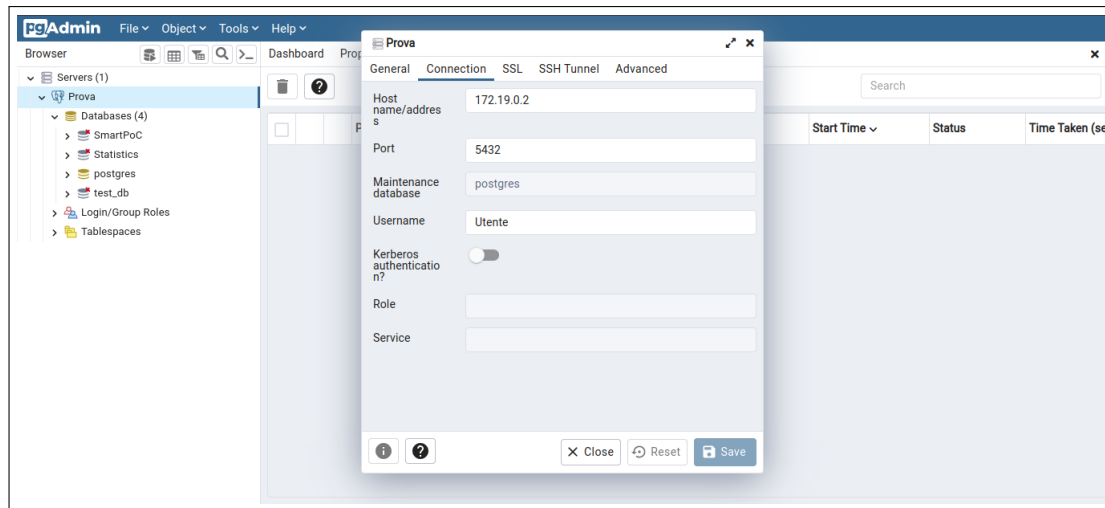 pgAdmin File Object Tools Help
Browser Dashboard Prop
Servers (1)
Prova
Databases (4)
SmartPoC
Statistics
postgres
test_db
Login/Group Roles
Tablespaces
Search
P Start Time Status Time Taken (se
Prova
General Connection SSL SSH Tunnel Advanced
Host
name/addres
s
172.19.0.2
Port
5432
Maintenance
database
postgres
Username
Utente
Kerberos
authenticatio
n?
Role
Service
Close Reset Save